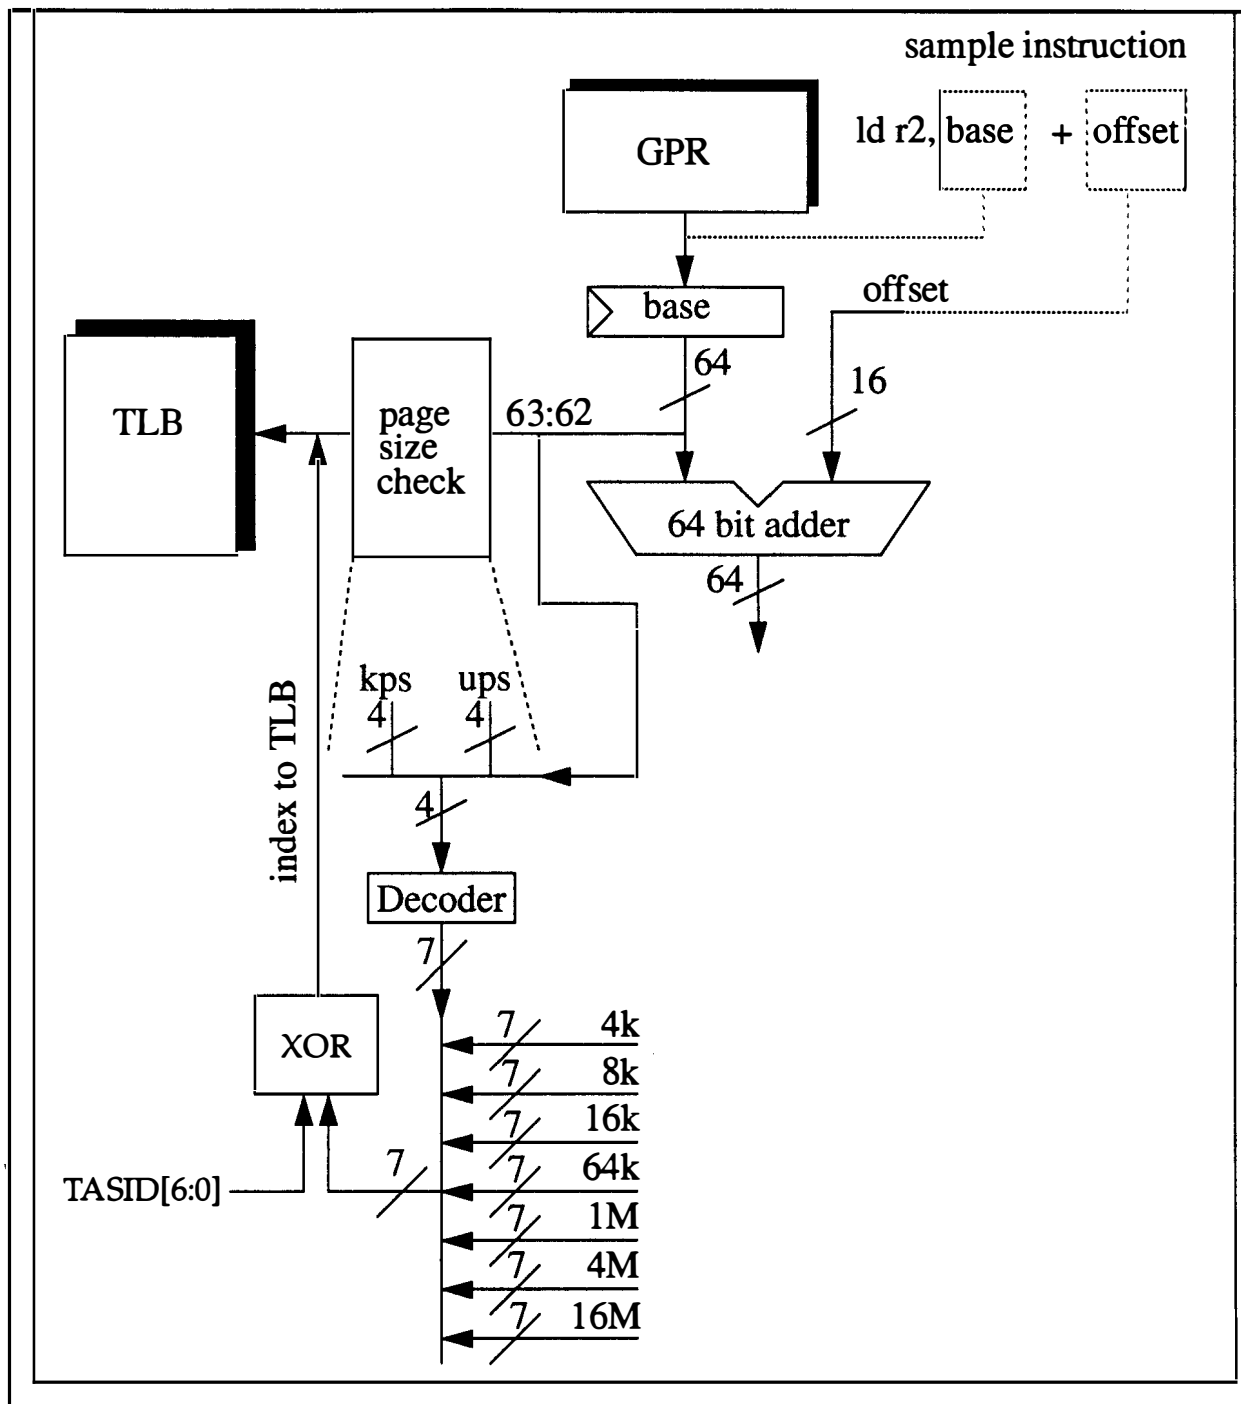 sample instruction
GPR
ld r2, base + offset
base
offset
64
16
TLB
page
size
check
63:62
64 bit adder
64
kps
ups
4
4
index to TLB
4
Decoder
7
XOR
7 4k
7 8k
7 16k
TASID[6:0]
7
7 64k
7 1M
7 4M
7 16M